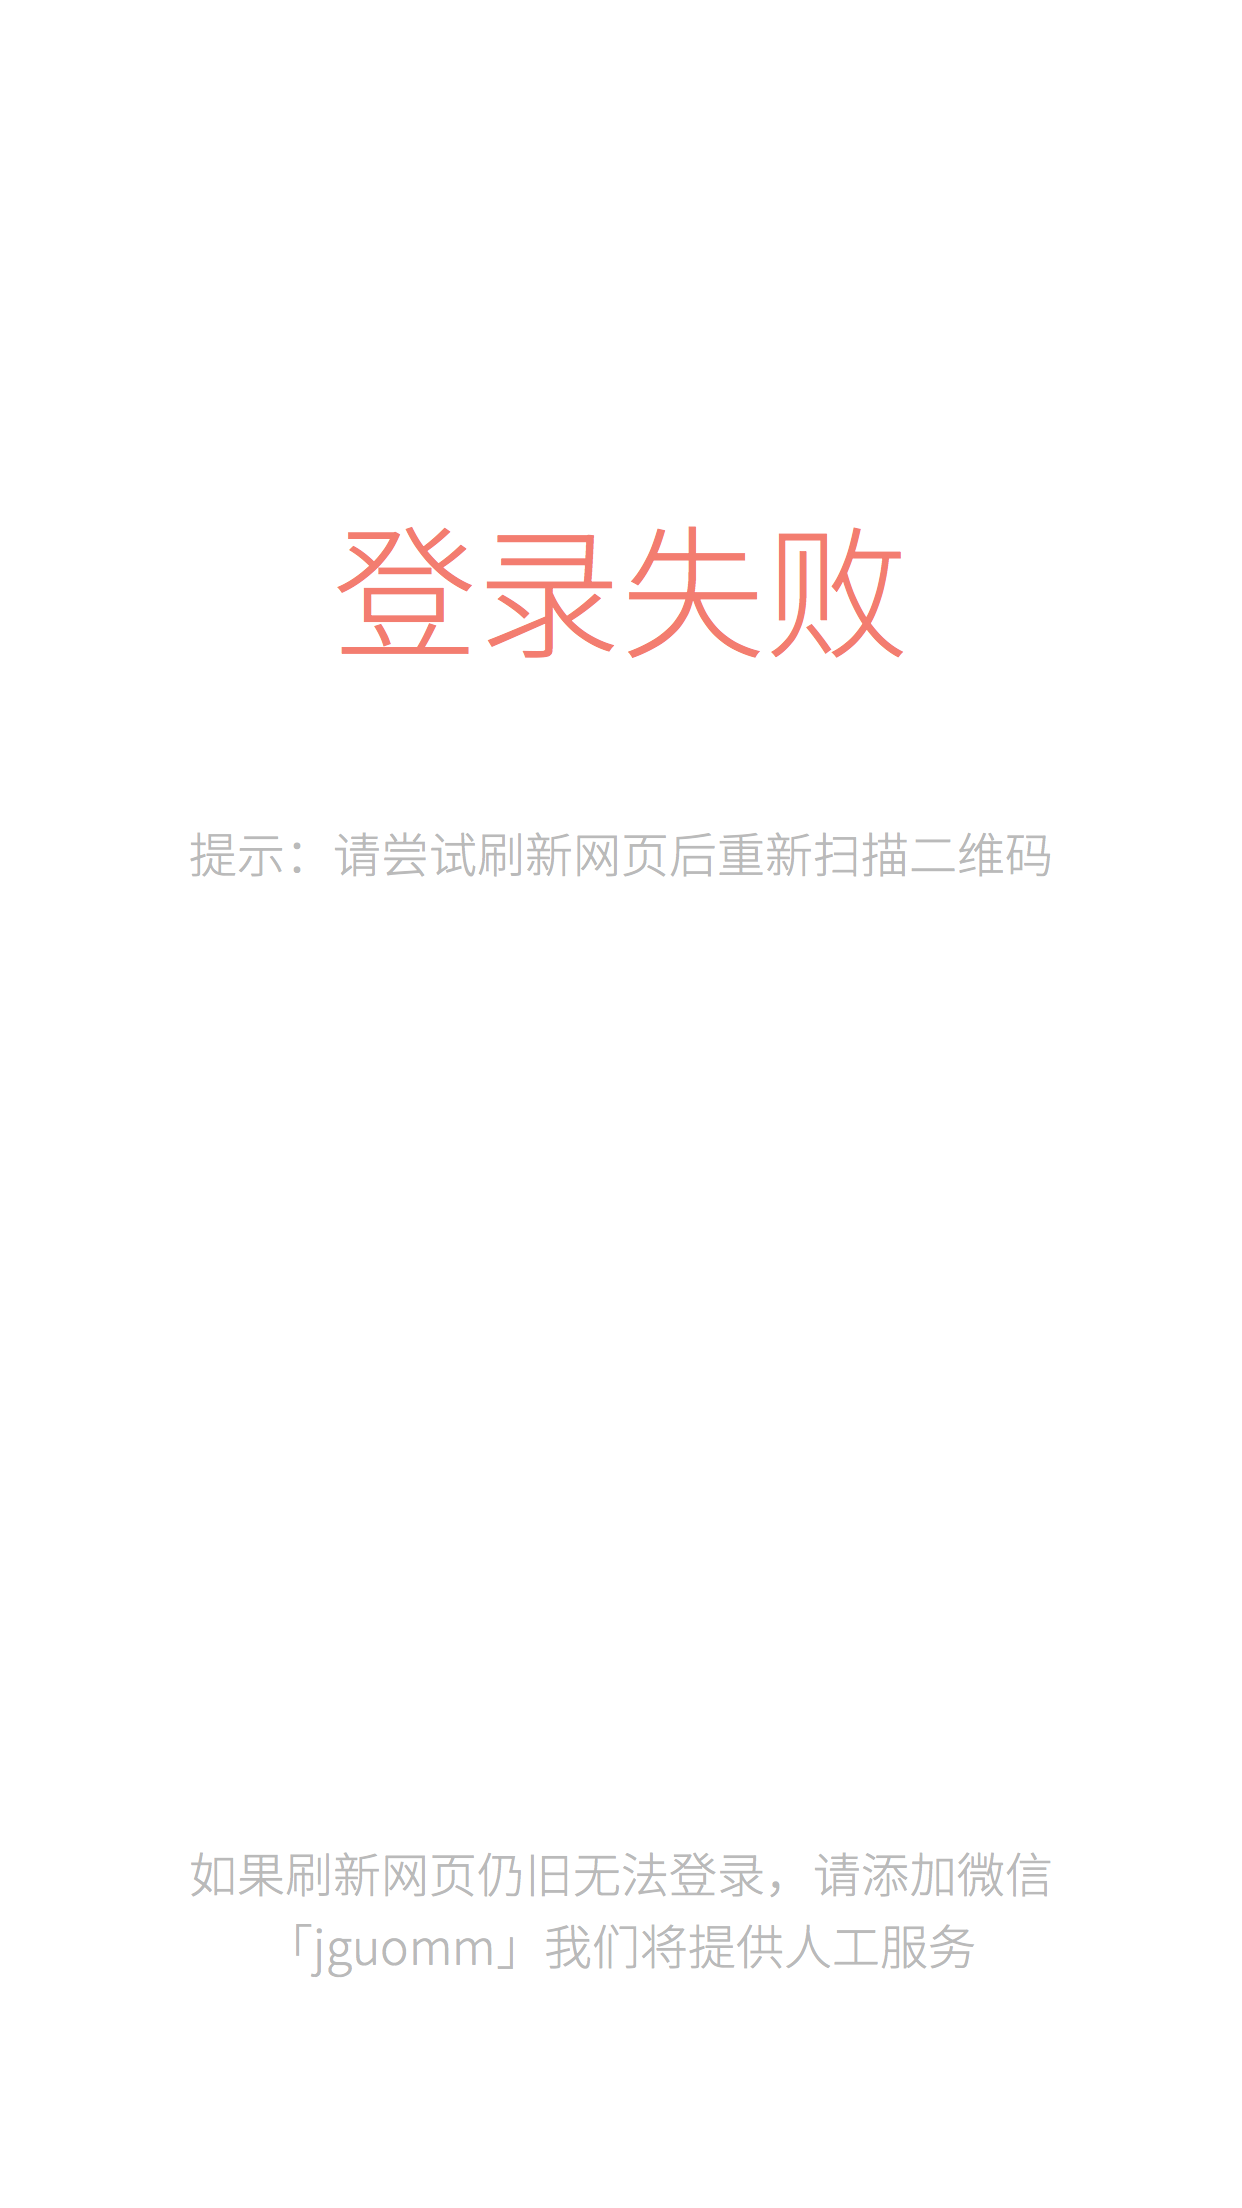 登录失败
提示：请尝试刷新网页后重新扫描二维码
如果刷新网页仍旧无法登录，请添加微信
「jguomm」我们将提供人工服务